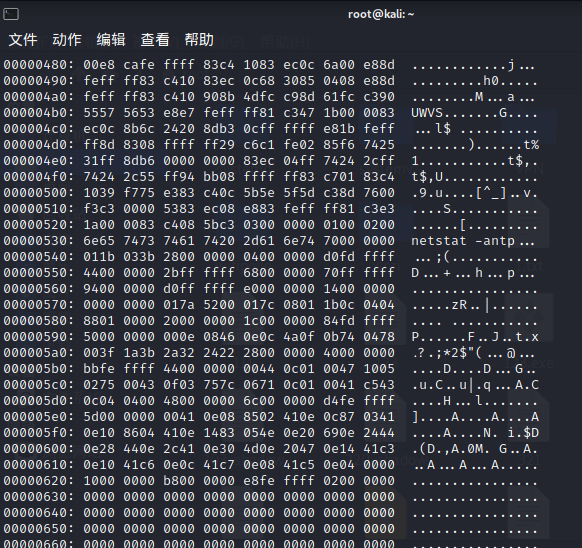 root@kali: ~
文件 动作 编辑 查看 帮助
00000480: 00e8 cafe ffff 83c4 1083 ec0c 6a00 e88d ............j...
00000490: feff ff83 c410 83ec 0c68 3085 0408 e88d .........h0.....
000004a0: feff ff83 c410 908b 4dfc c98d 61fc c390 ........M...a...
000004b0: 5557 5653 e8e7 feff ff81 c347 1b00 0083 UWVS.......G....
000004c0: ec0c 8b6c 2420 8db3 0cff ffff e81b feff ...l$ ..........
000004d0: ff8d 8308 ffff ff29 c6c1 fe02 85f6 7425 .......)......t%
000004e0: 31ff 8db6 0000 0000 83ec 04ff 7424 2cff 1...........t$,.
000004f0: 7424 2c55 ff94 bb08 ffff ff83 c701 83c4 t$,U............
00000500: 1039 f775 e383 c40c 5b5e 5f5d c38d 7600 .9.u....[^_]..v.
00000510: f3c3 0000 5383 ec08 e883 feff ff81 c3e3 ....S...........
00000520: 1a00 0083 c408 5bc3 0300 0000 0100 0200 ......[.........
00000530: 6e65 7473 7461 7420 2d61 6e74 7000 0000 netstat -antp...
00000540: 011b 033b 2800 0000 0400 0000 d0fd ffff ...;(...........
00000550: 4400 0000 2bff ffff 6800 0000 70ff ffff D...+...h...p...
00000560: 9400 0000 d0ff ffff e000 0000 1400 0000 ................
00000570: 0000 0000 017a 5200 017c 0801 1b0c 0404 .....zR..|......
00000580: 8801 0000 2000 0000 1c00 0000 84fd ffff .... ...........
00000590: 5000 0000 000e 0846 0e0c 4a0f 0b74 0478 P......F..J..t.x
000005a0: 003f 1a3b 2a32 2422 2800 0000 4000 0000 .?.;*2$"(...@...
000005b0: bbfe ffff 4400 0000 0044 0c01 0047 1005 ....D....D...G..
000005c0: 0275 0043 0f03 757c 0671 0c01 0041 c543 .u.C..u|.q...A.C
000005d0: 0c04 0400 4800 0000 6c00 0000 d4fe ffff ....H...l.......
000005e0: 5d00 0000 0041 0e08 8502 410e 0c87 0341 ]....A....A....A
000005f0: 0e10 8604 410e 1483 054e 0e20 690e 2444 ....A....N. i.$D
00000600: 0e28 440e 2c41 0e30 4d0e 2047 0e14 41c3 .(D.,A.0M. G..A.
00000610: 0e10 41c6 0e0c 41c7 0e08 41c5 0e04 0000 ..A...A...A.....
00000620: 1000 0000 b800 0000 e8fe ffff 0200 0000 ................
00000630: 0000 0000 0000 0000 0000 0000 0000 0000 ................
00000640: 0000 0000 0000 0000 0000 0000 0000 0000 ................
00000650: 0000 0000 0000 0000 0000 0000 0000 0000 ................
00000660: 0000 0000 0000 0000 0000 0000 0000 0000 ................